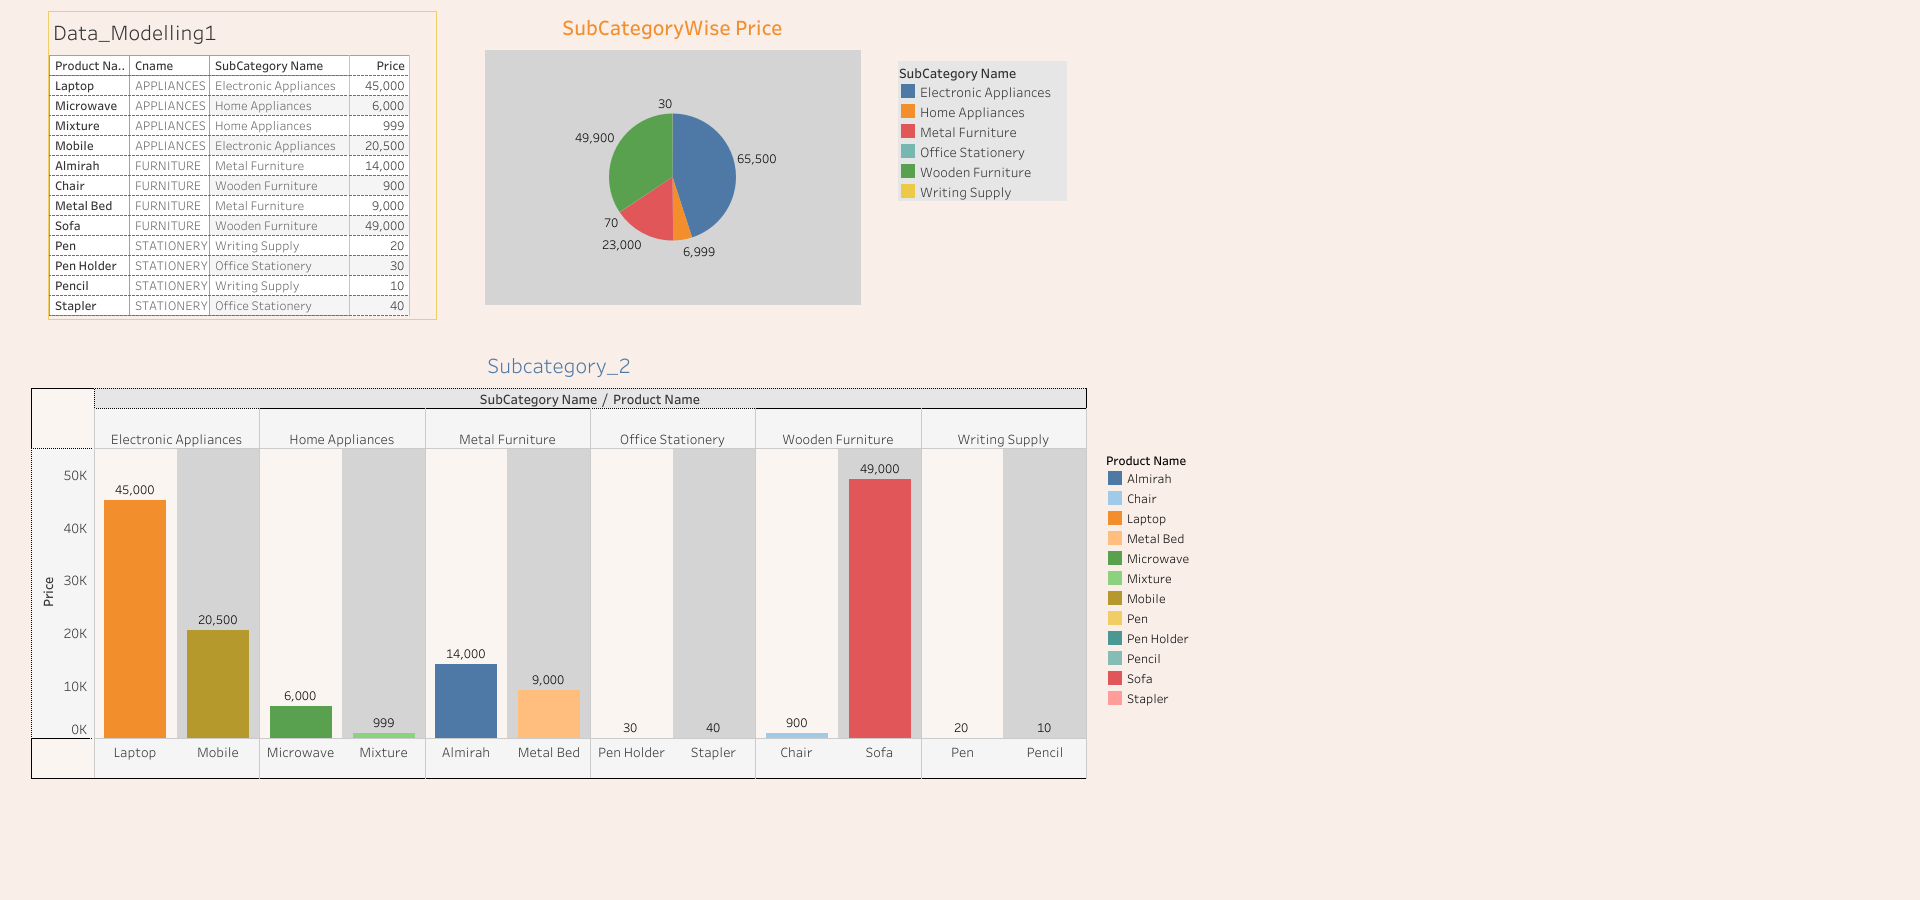 Data_Modelling1
Product Na.. Cname SubCategory Name Price
Laptop APPLIANCES Electronic Appliances 45,000
Microwave APPLIANCES Home Appliances 6,000
Mixture APPLIANCES Home Appliances 999
Mobile APPLIANCES Electronic Appliances 20,500
Almirah FURNITURE Metal Furniture 14,000
Chair FURNITURE Wooden Furniture 900
Metal Bed FURNITURE Metal Furniture 9,000
Sofa FURNITURE Wooden Furniture 49,000
Pen STATIONERY Writing Supply 20
Pen Holder STATIONERY Office Stationery 30
Pencil STATIONERY Writing Supply 10
Stapler STATIONERY Office Stationery 40
SubCategoryWise Price
30
49,900
65,500
70
23,000
6,999
SubCategory Name
Electronic Appliances
Home Appliances
Metal Furniture
Office Stationery
Wooden Furniture
Writing Supply
Subcategory_2
SubCategory Name / Product Name
Electronic Appliances Home Appliances Metal Furniture Office Stationery Wooden Furniture Writing Supply
Price
50K
40K
30K
20K
10K
0K
45,000
20,500
6,000
999
14,000
9,000
30
40
900
49,000
20
10
Laptop Mobile Microwave Mixture Almirah Metal Bed Pen Holder Stapler Chair Sofa Pen Pencil
Product Name
Almirah
Chair
Laptop
Metal Bed
Microwave
Mixture
Mobile
Pen
Pen Holder
Pencil
Sofa
Stapler